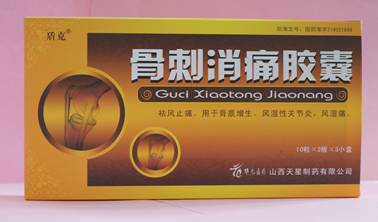 盾克®
批准文号：国药准字Z14021898
骨刺消痛胶囊
Guci Xiaotong Jiaonang
祛风止痛。用于骨质增生，风湿性关节炎，风湿痛。
10粒×2板×3小盒
山西天星制药有限公司